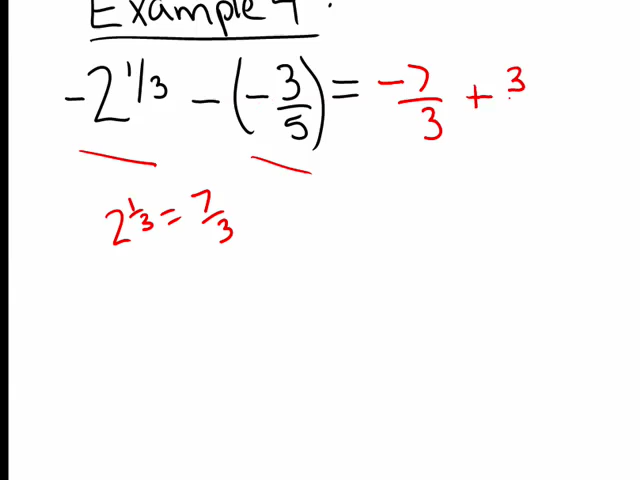 Example 4:
-2 1/3 - (-3/5) = -7/3 + 3
2 1/3 = 7/3